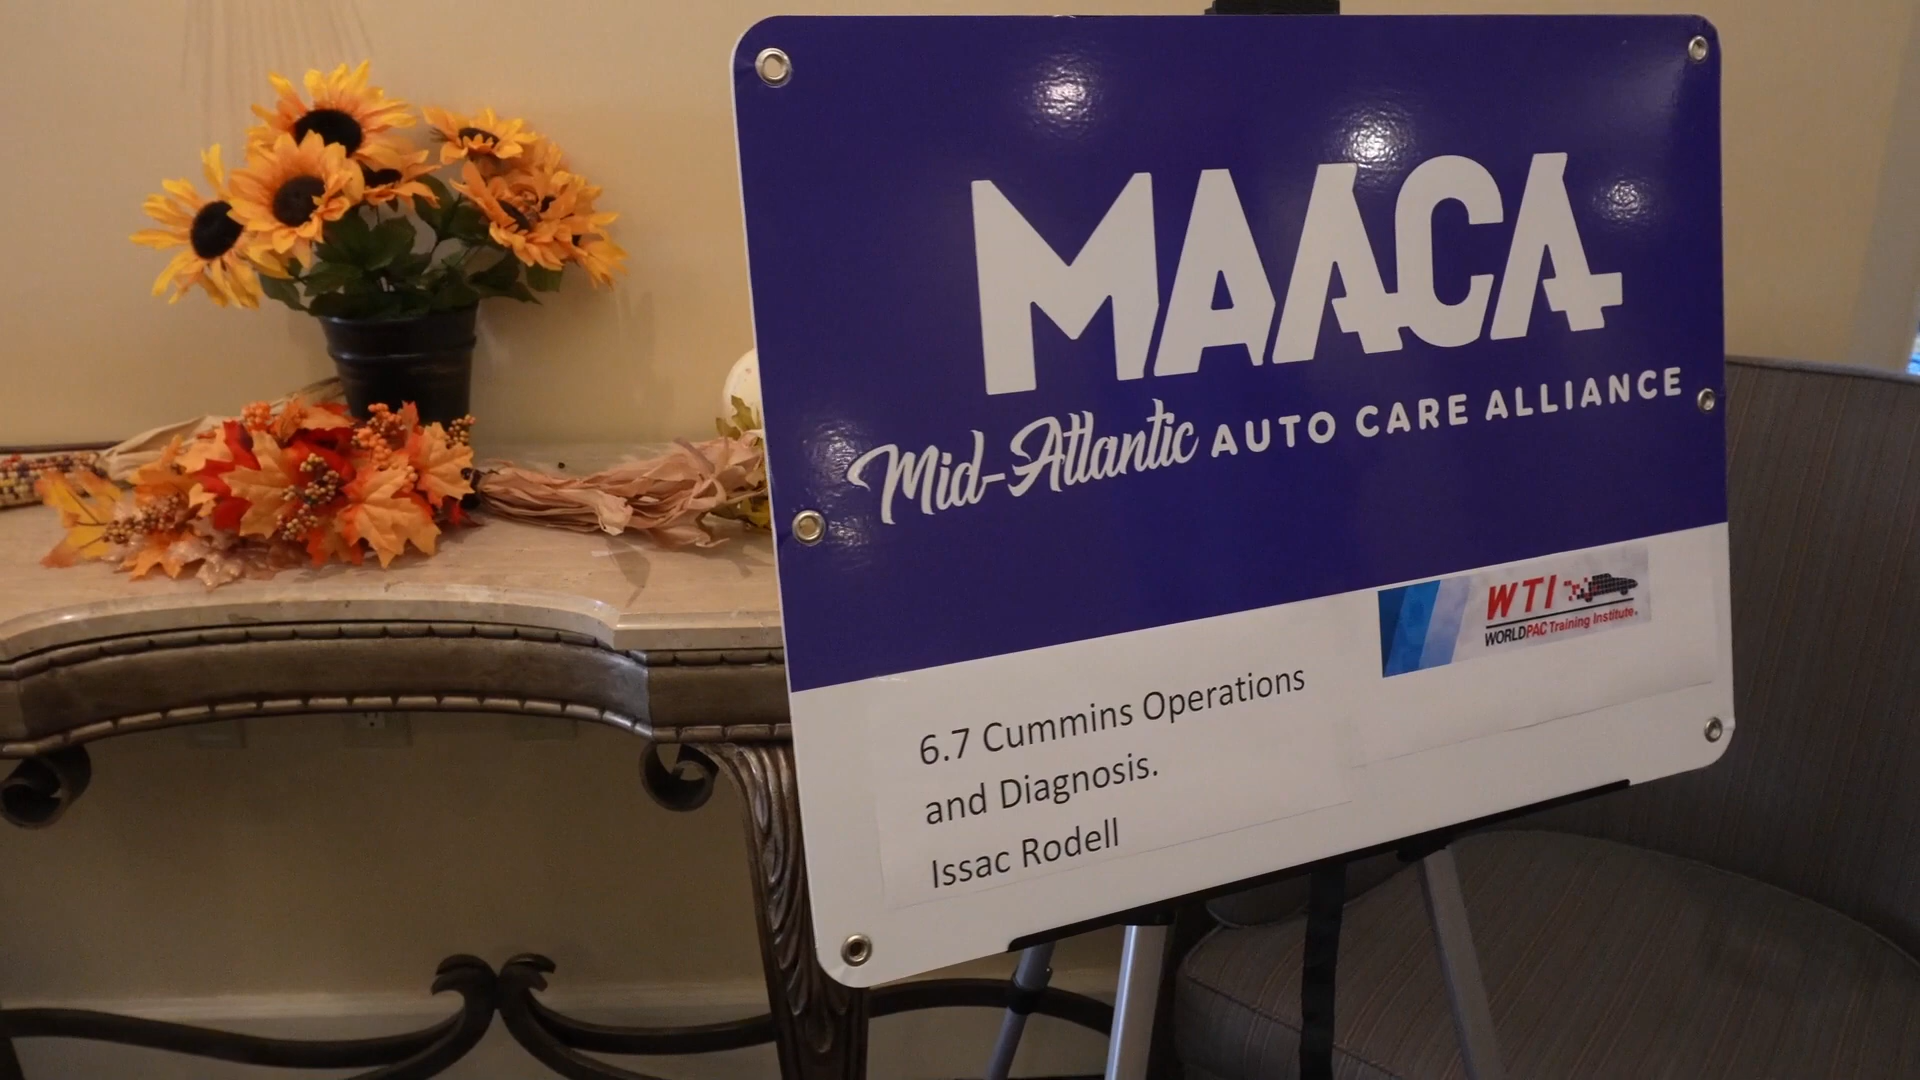 MAACA
Mid-Atlantic AUTO CARE ALLIANCE
WTI
WORLDPAC Training Institute.
6.7 Cummins Operations
and Diagnosis.
Issac Rodell